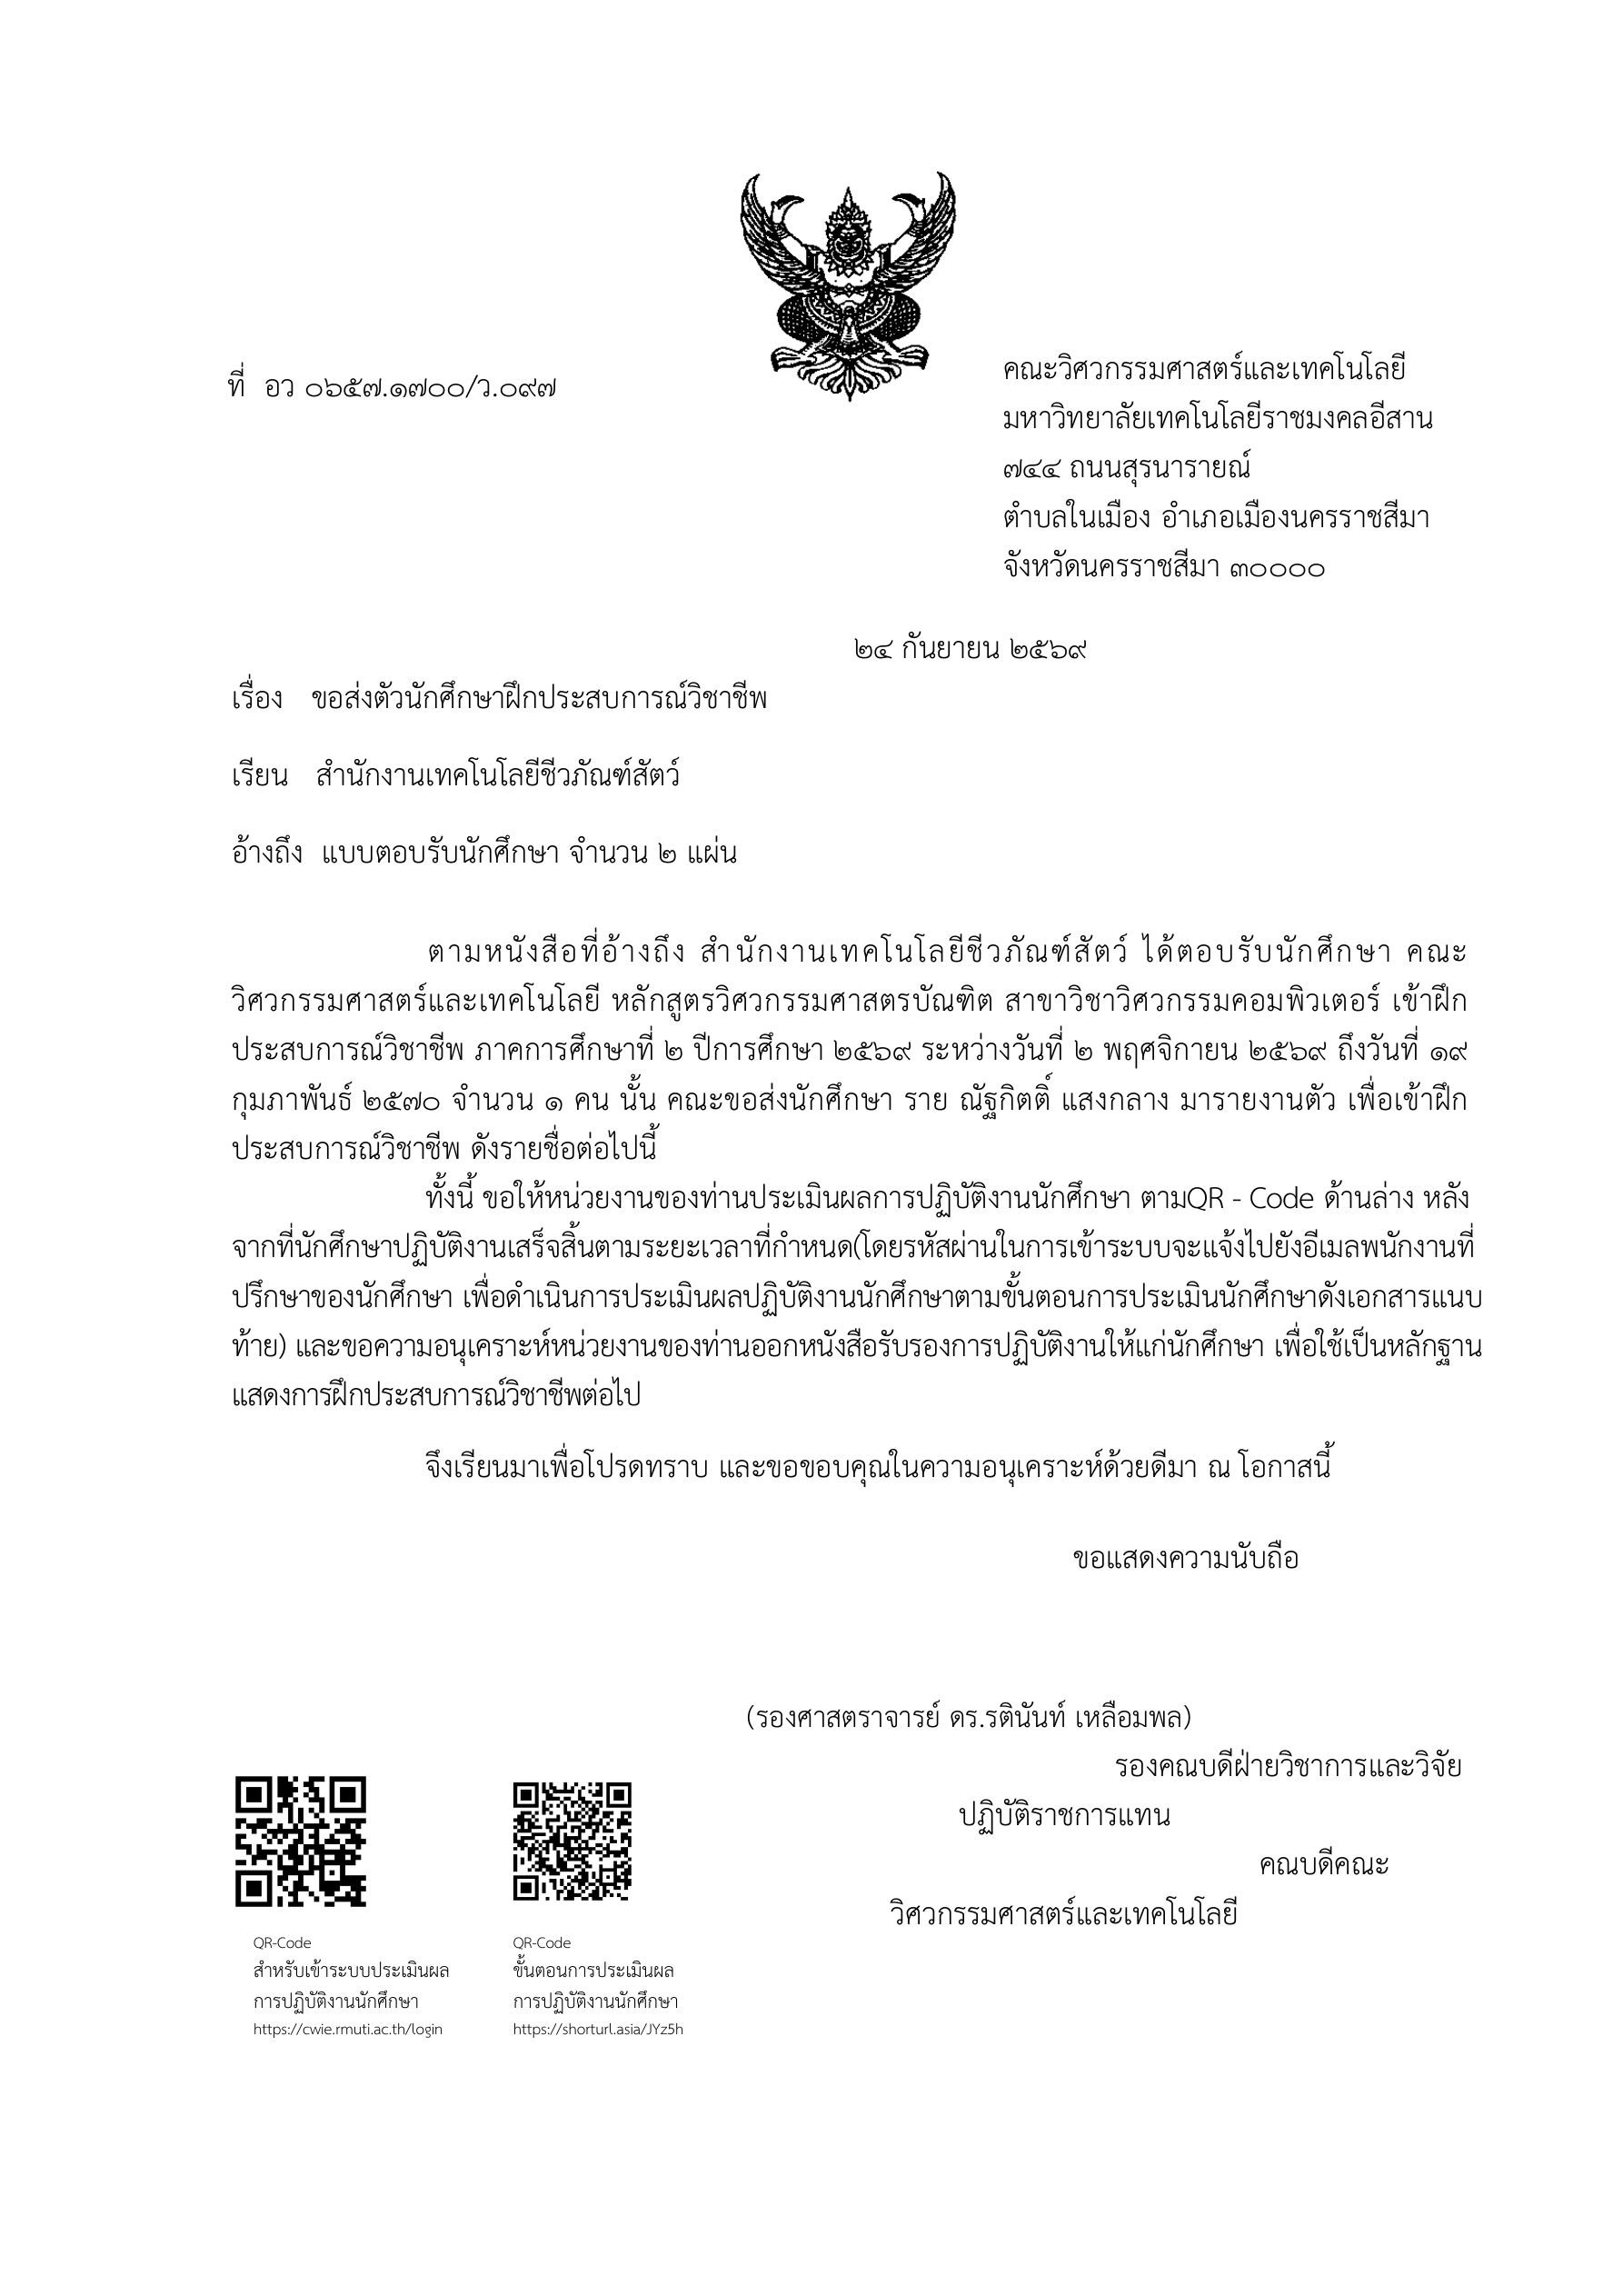 ที่ อว ๐๖๕๗.๑๗๐๐/ว.๐๙๗
คณะวิศวกรรมศาสตร์และเทคโนโลยี
มหาวิทยาลัยเทคโนโลยีราชมงคลอีสาน
๗๔๔ ถนนสุรนารายณ์
ตำบลในเมือง อำเภอเมืองนครราชสีมา
จังหวัดนครราชสีมา ๓๐๐๐๐
๒๔ กันยายน ๒๕๖๙
เรื่อง ขอส่งตัวนักศึกษาฝึกประสบการณ์วิชาชีพ
เรียน สำนักงานเทคโนโลยีชีวภัณฑ์สัตว์
อ้างถึง แบบตอบรับนักศึกษา จำนวน ๒ แผ่น
ตามหนังสือที่อ้างถึง สำนักงานเทคโนโลยีชีวภัณฑ์สัตว์ ได้ตอบรับนักศึกษา คณะ
วิศวกรรมศาสตร์และเทคโนโลยี หลักสูตรวิศวกรรมศาสตรบัณฑิต สาขาวิชาวิศวกรรมคอมพิวเตอร์ เข้าฝึก
ประสบการณ์วิชาชีพ ภาคการศึกษาที่ ๒ ปีการศึกษา ๒๕๖๙ ระหว่างวันที่ ๒ พฤศจิกายน ๒๕๖๙ ถึงวันที่ ๑๙
กุมภาพันธ์ ๒๕๗๐ จำนวน ๑ คน นั้น คณะขอส่งนักศึกษา ราย ณัฐกิตติ์ แสงกลาง มารายงานตัว เพื่อเข้าฝึก
ประสบการณ์วิชาชีพ ดังรายชื่อต่อไปนี้
ทั้งนี้ ขอให้หน่วยงานของท่านประเมินผลการปฏิบัติงานนักศึกษา ตามQR - Code ด้านล่าง หลัง
จากที่นักศึกษาปฏิบัติงานเสร็จสิ้นตามระยะเวลาที่กำหนด(โดยรหัสผ่านในการเข้าระบบจะแจ้งไปยังอีเมลพนักงานที่
ปรึกษาของนักศึกษา เพื่อดำเนินการประเมินผลปฏิบัติงานนักศึกษาตามขั้นตอนการประเมินนักศึกษาดังเอกสารแนบ
ท้าย) และขอความอนุเคราะห์หน่วยงานของท่านออกหนังสือรับรองการปฏิบัติงานให้แก่นักศึกษา เพื่อใช้เป็นหลักฐาน
แสดงการฝึกประสบการณ์วิชาชีพต่อไป
จึงเรียนมาเพื่อโปรดทราบ และขอขอบคุณในความอนุเคราะห์ด้วยดีมา ณ โอกาสนี้
ขอแสดงความนับถือ
(รองศาสตราจารย์ ดร.รตินันท์ เหลือมพล)
รองคณบดีฝ่ายวิชาการและวิจัย
ปฏิบัติราชการแทน
คณบดีคณะ
วิศวกรรมศาสตร์และเทคโนโลยี
QR-Code
สำหรับเข้าระบบประเมินผล
การปฏิบัติงานนักศึกษา
https://cwie.rmuti.ac.th/login
QR-Code
ขั้นตอนการประเมินผล
การปฏิบัติงานนักศึกษา
https://shorturl.asia/JYz5h